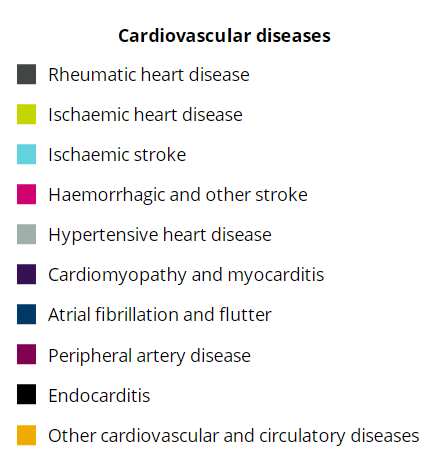 Cardiovascular diseases
Rheumatic heart disease
Ischaemic heart disease
Ischaemic stroke
Haemorrhagic and other stroke
Hypertensive heart disease
Cardiomyopathy and myocarditis
Atrial fibrillation and flutter
Peripheral artery disease
Endocarditis
Other cardiovascular and circulatory diseases